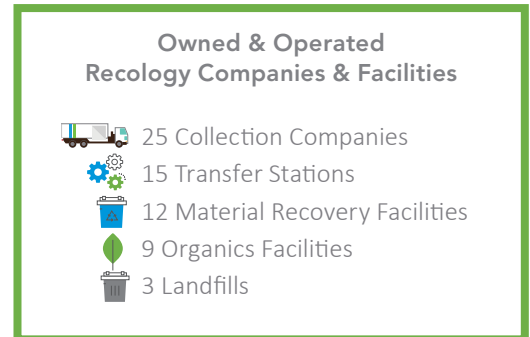 Owned & Operated
Recology Companies & Facilities
25 Collection Companies
15 Transfer Stations
12 Material Recovery Facilities
9 Organics Facilities
3 Landfills